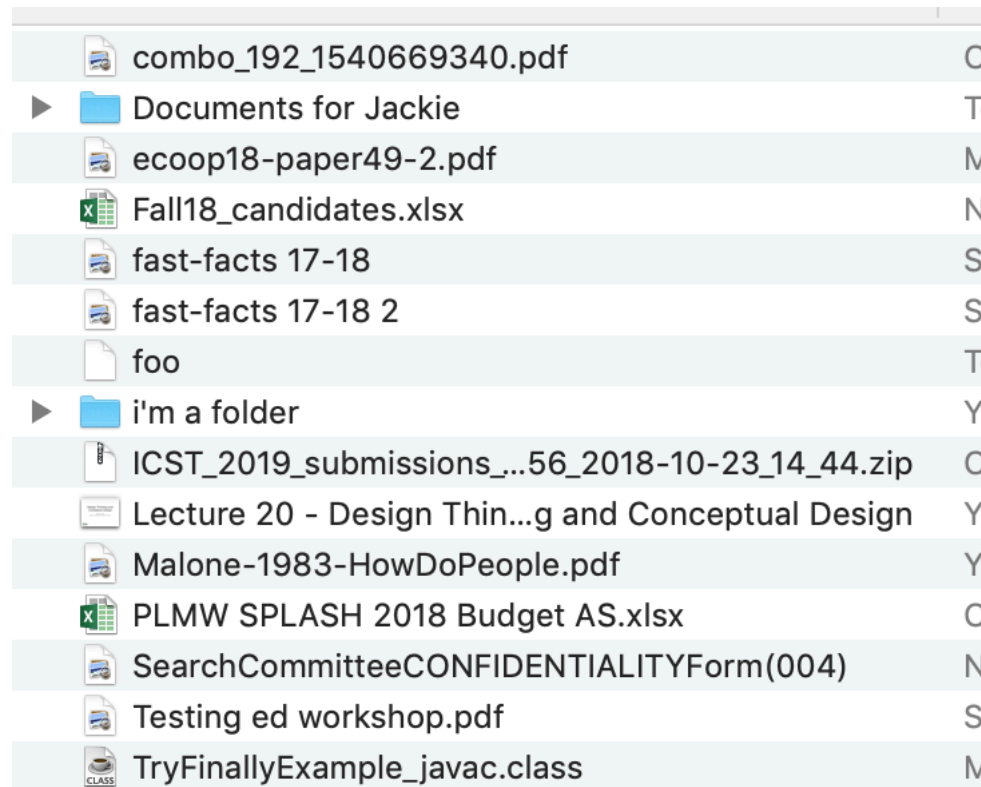 combo_192_1540669340.pdf C
Documents for Jackie T
ecoop18-paper49-2.pdf M
Fall18_candidates.xlsx N
fast-facts 17-18 S
fast-facts 17-18 2 S
foo T
i'm a folder Y
ICST_2019_submissions_...56_2018-10-23_14_44.zip O
Lecture 20 - Design Thin...g and Conceptual Design Y
Malone-1983-HowDoPeople.pdf Y
PLMW SPLASH 2018 Budget AS.xlsx O
SearchCommitteeCONFIDENTIALITYForm(004) N
Testing ed workshop.pdf S
CLASS TryFinallyExample_javac.class M